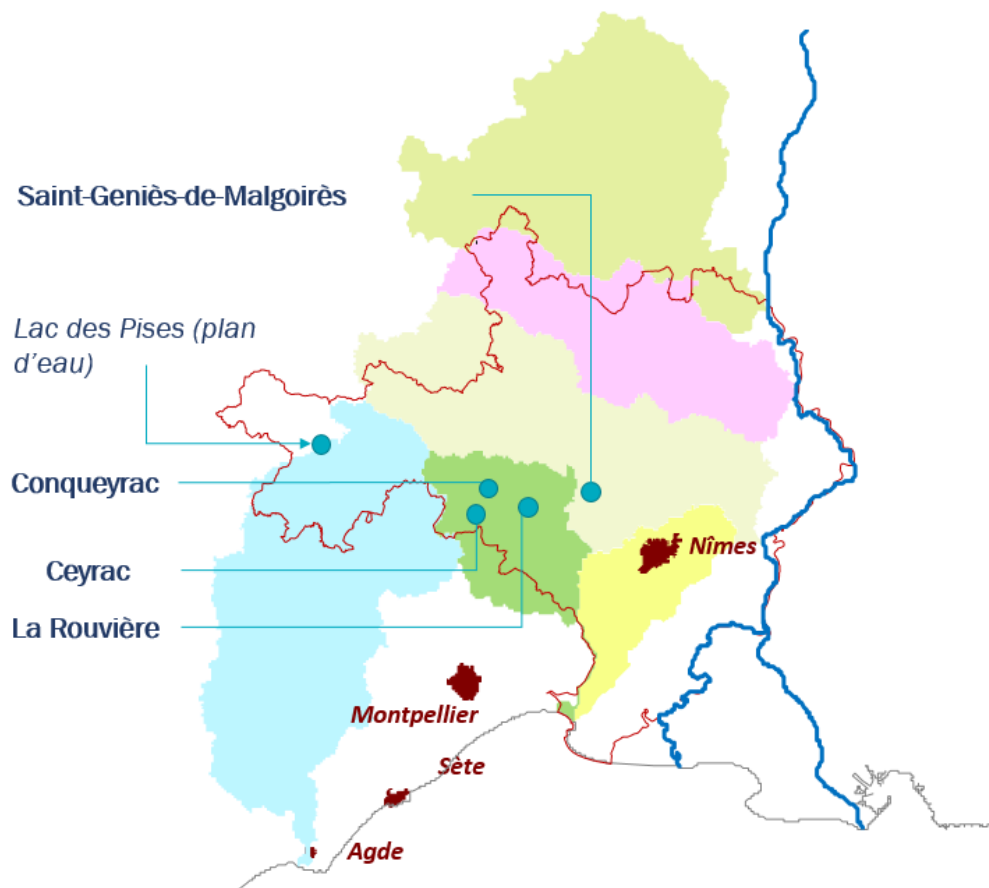 Saint-Geniès-de-Malgoirès
Lac des Pises (plan
d'eau)
Conqueyrac
Nîmes
Ceyrac
La Rouvière
Montpellier
Sète
Agde